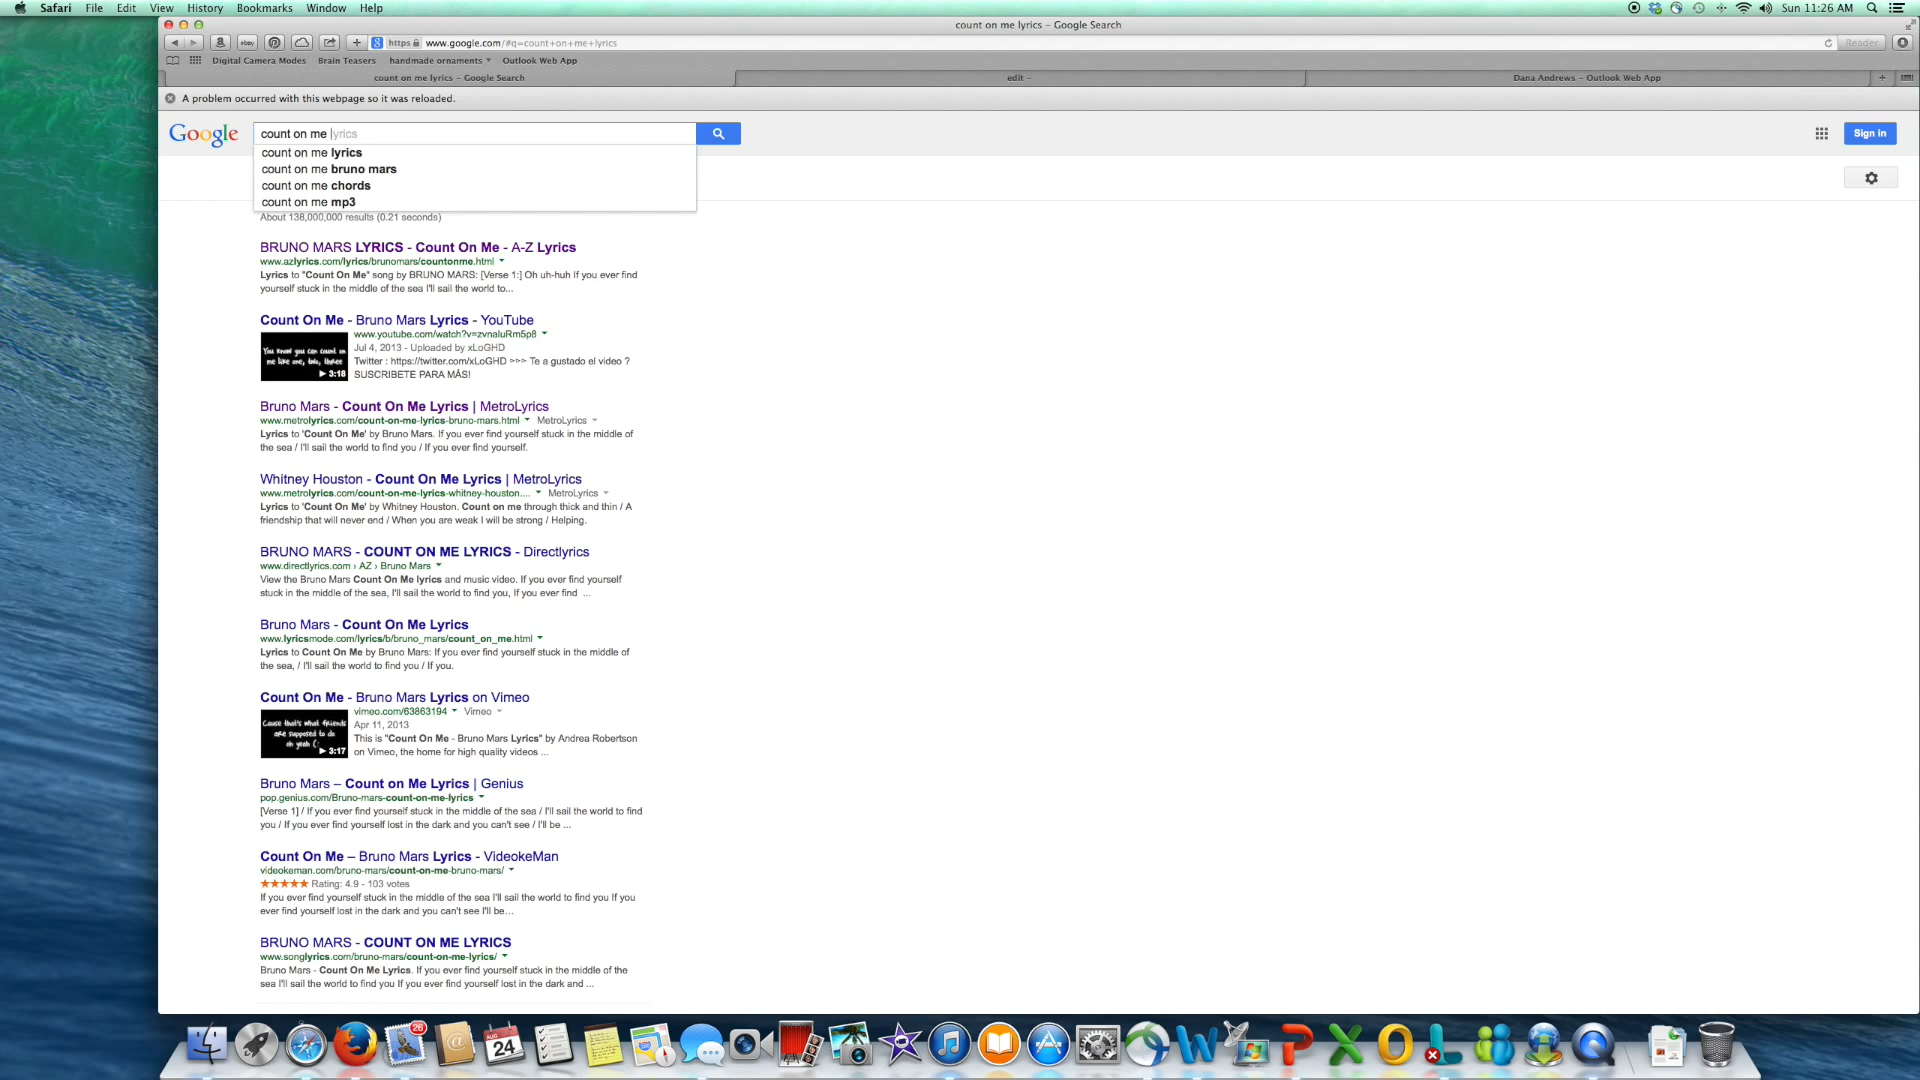 Safari File Edit View History Bookmarks Window Help
Sun 11:26 AM
count on me lyrics – Google Search
ebay
https www.google.com/#q=count+on+me+lyrics
Reader
Digital Camera Modes Brain Teasers handmade ornaments Outlook Web App
count on me lyrics – Google Search
edit –
Dana Andrews – Outlook Web App
A problem occurred with this webpage so it was reloaded.
Google
count on me lyrics
Sign in
count on me lyrics
count on me bruno mars
count on me chords
count on me mp3
About 138,000,000 results (0.21 seconds)
BRUNO MARS LYRICS - Count On Me - A-Z Lyrics
www.azlyrics.com/lyrics/brunomars/countonme.html
Lyrics to "Count On Me" song by BRUNO MARS: [Verse 1:] Oh uh-huh If you ever find
yourself stuck in the middle of the sea I'll sail the world to...
Count On Me - Bruno Mars Lyrics - YouTube
www.youtube.com/watch?v=zvnaluRm5p8
Jul 4, 2013 - Uploaded by xLoGHD
Twitter : https://twitter.com/xLoGHD >>> Te a gustado el video ?
SUSCRIBETE PARA MÁS!
You know you can count on
me like one, two, three
3:18
Bruno Mars - Count On Me Lyrics | MetroLyrics
www.metrolyrics.com/count-on-me-lyrics-bruno-mars.html MetroLyrics
Lyrics to 'Count On Me' by Bruno Mars. If you ever find yourself stuck in the middle of
the sea / I'll sail the world to find you / If you ever find yourself.
Whitney Houston - Count On Me Lyrics | MetroLyrics
www.metrolyrics.com/count-on-me-lyrics-whitney-houston.... MetroLyrics
Lyrics to 'Count On Me' by Whitney Houston. Count on me through thick and thin / A
friendship that will never end / When you are weak I will be strong / Helping.
BRUNO MARS - COUNT ON ME LYRICS - Directlyrics
www.directlyrics.com › AZ › Bruno Mars
View the Bruno Mars Count On Me lyrics and music video. If you ever find yourself
stuck in the middle of the sea, I'll sail the world to find you, If you ever find ...
Bruno Mars - Count On Me Lyrics
www.lyricsmode.com/lyrics/b/bruno_mars/count_on_me.html
Lyrics to Count On Me by Bruno Mars: If you ever find yourself stuck in the middle of
the sea, / I'll sail the world to find you / If you.
Count On Me - Bruno Mars Lyrics on Vimeo
vimeo.com/63863194 Vimeo
Apr 11, 2013
This is "Count On Me - Bruno Mars Lyrics" by Andrea Robertson
on Vimeo, the home for high quality videos ...
Cause that's what friends
are supposed to do
oh yeah (:
3:17
Bruno Mars – Count on Me Lyrics | Genius
pop.genius.com/Bruno-mars-count-on-me-lyrics
[Verse 1] / If you ever find yourself stuck in the middle of the sea / I'll sail the world to find
you / If you ever find yourself lost in the dark and you can't see / I'll be ...
Count On Me – Bruno Mars Lyrics - VideokeMan
videokeman.com/bruno-mars/count-on-me-bruno-mars/
Rating: 4.9 - 103 votes
If you ever find yourself stuck in the middle of the sea I'll sail the world to find you If you
ever find yourself lost in the dark and you can't see I'll be...
BRUNO MARS - COUNT ON ME LYRICS
www.songlyrics.com/bruno-mars/count-on-me-lyrics/
Bruno Mars - Count On Me Lyrics. If you ever find yourself stuck in the middle of the
sea I'll sail the world to find you If you ever find yourself lost in the dark and ...
26
AUG
24